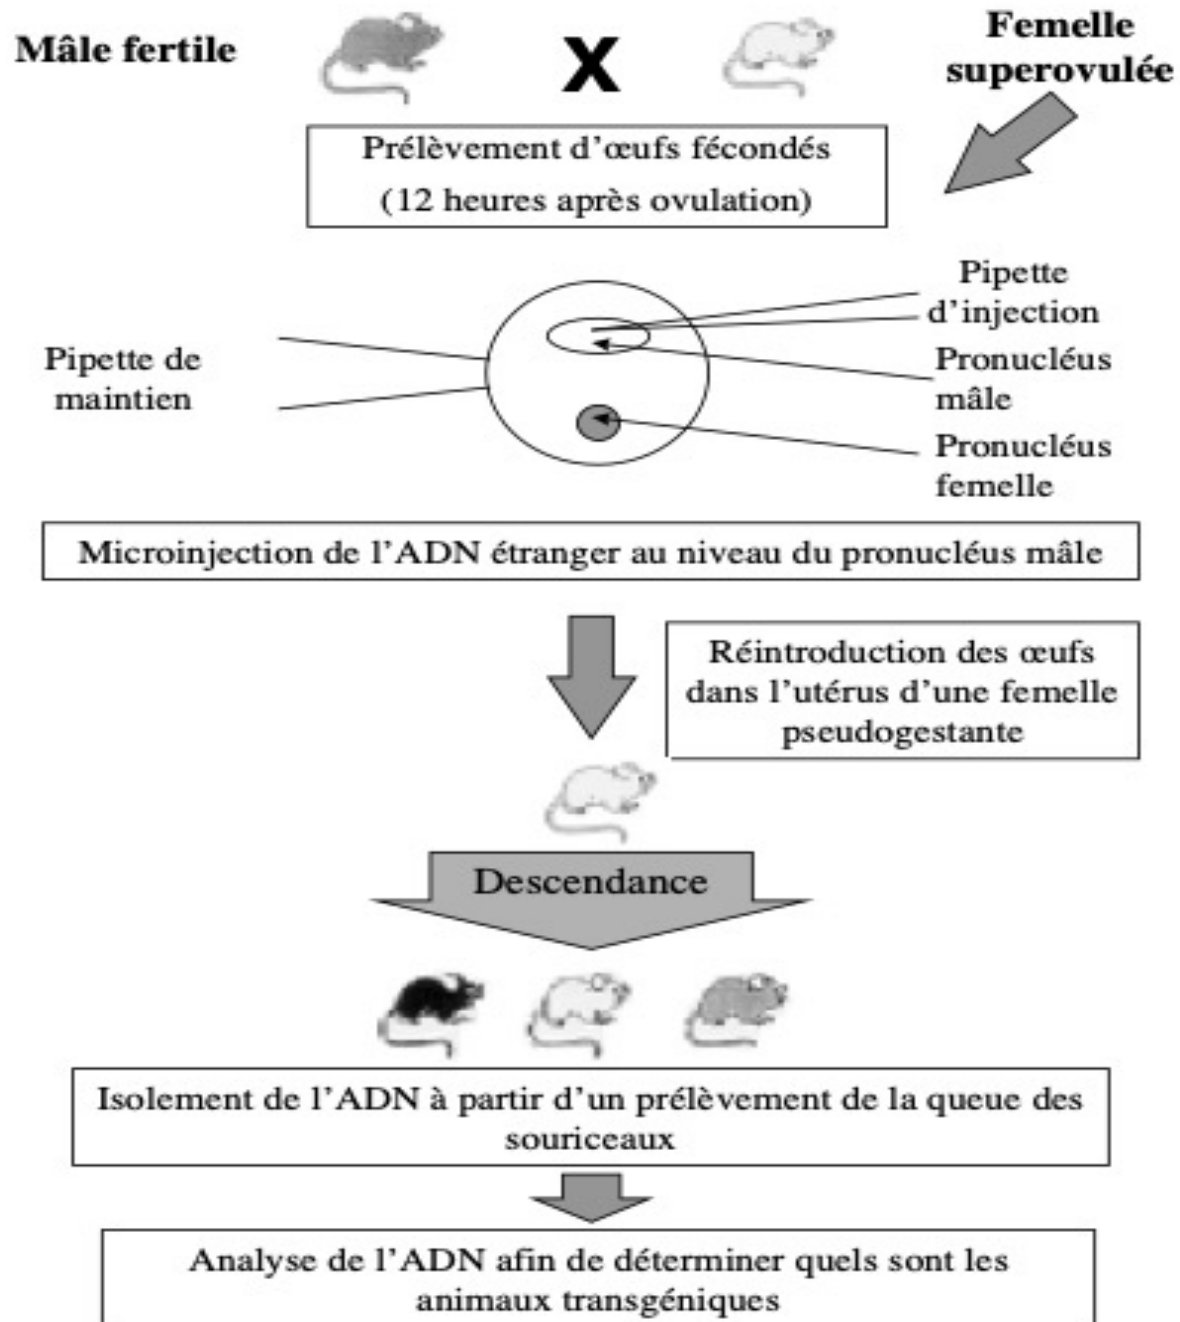 Mâle fertile
X
Femelle
superovulée
Prélèvement d'œufs fécondés
(12 heures après ovulation)
Pipette de
maintien
Pipette
d'injection
Pronucléus
mâle
Pronucléus
femelle
Microinjection de l'ADN étranger au niveau du pronucléus mâle
Réintroduction des œufs
dans l'utérus d'une femelle
pseudogestante
Descendance
Isolement de l'ADN à partir d'un prélèvement de la queue des
souriceaux
Analyse de l'ADN afin de déterminer quels sont les
animaux transgéniques